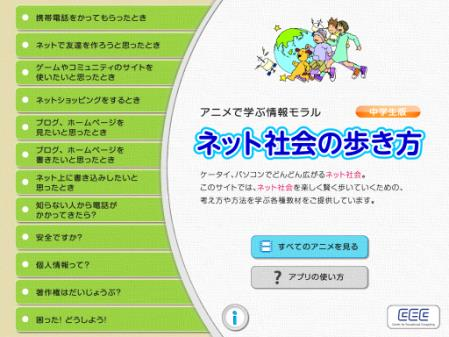 携帯電話をかってもらったとき
ネットで友達を作ろうと思ったとき
ゲームやコミュニティのサイトを
使いたいと思ったとき
ネットショッピングをするとき
ブログ、ホームページを
見たいと思ったとき
ブログ、ホームページを
書きたいと思ったとき
ネット上に書き込みしたいと
思ったとき
知らない人から電話が
かかってきたら?
安全ですか?
個人情報って?
著作権はだいじょうぶ?
困った! どうしよう!
アニメで学ぶ情報モラル
中学生版
ネット社会の歩き方
ケータイ、パソコンでどんどん広がるネット社会。
このサイトでは、ネット社会を楽しく賢く歩いていくための、
考え方や方法を学ぶ各種教材をご提供しています。
すべてのアニメを見る
? アプリの使い方
i
CEC
Center for Educational Computing